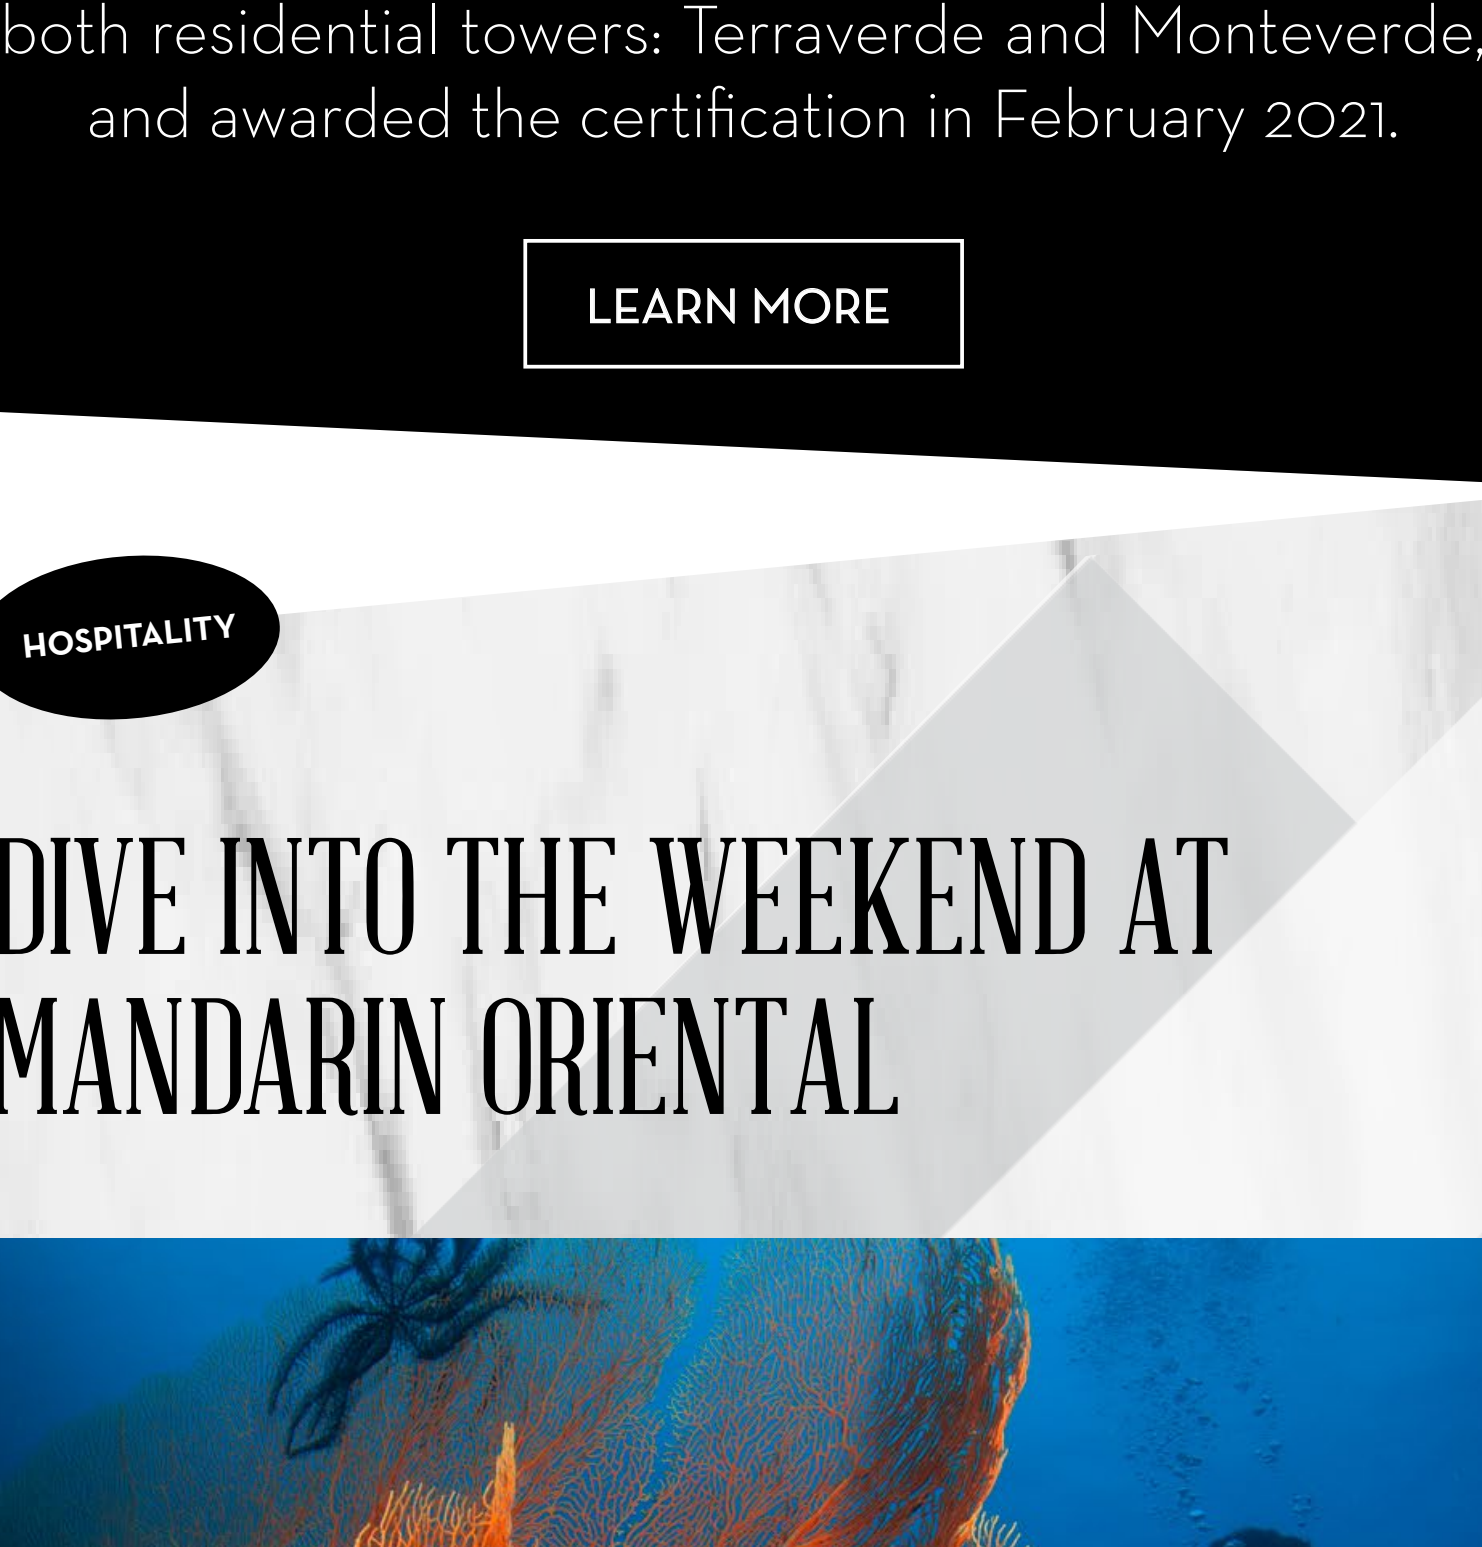 both residential towers: Terraverde and Monteverde,
and awarded the certification in February 2021.
LEARN MORE
HOSPITALITY
DIVE INTO THE WEEKEND AT
MANDARIN ORIENTAL